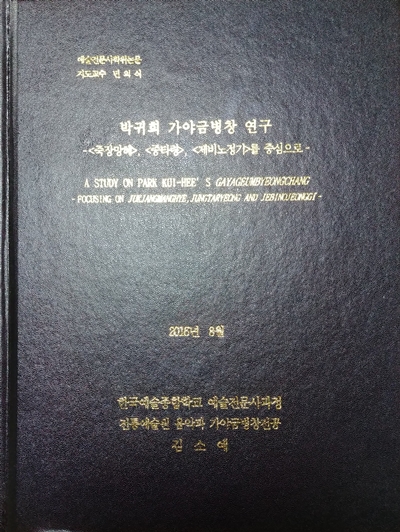 예술전문사학위논문
지도교수 민의식
박귀희 가야금병창 연구
-<죽장망혜>, <중타령>, <제비노정기>를 중심으로-
A STUDY ON PARK KUI-HEE'S GAYAGEUMBYEONGCHANG
- FOCUSING ON JUKJANGMANGHYE, JUNGTARYEONG AND JEBINOJEONGGI -
2015년 8월
한국예술종합학교 예술전문사과정
전통예술원 음악과 가야금병창전공
김소예